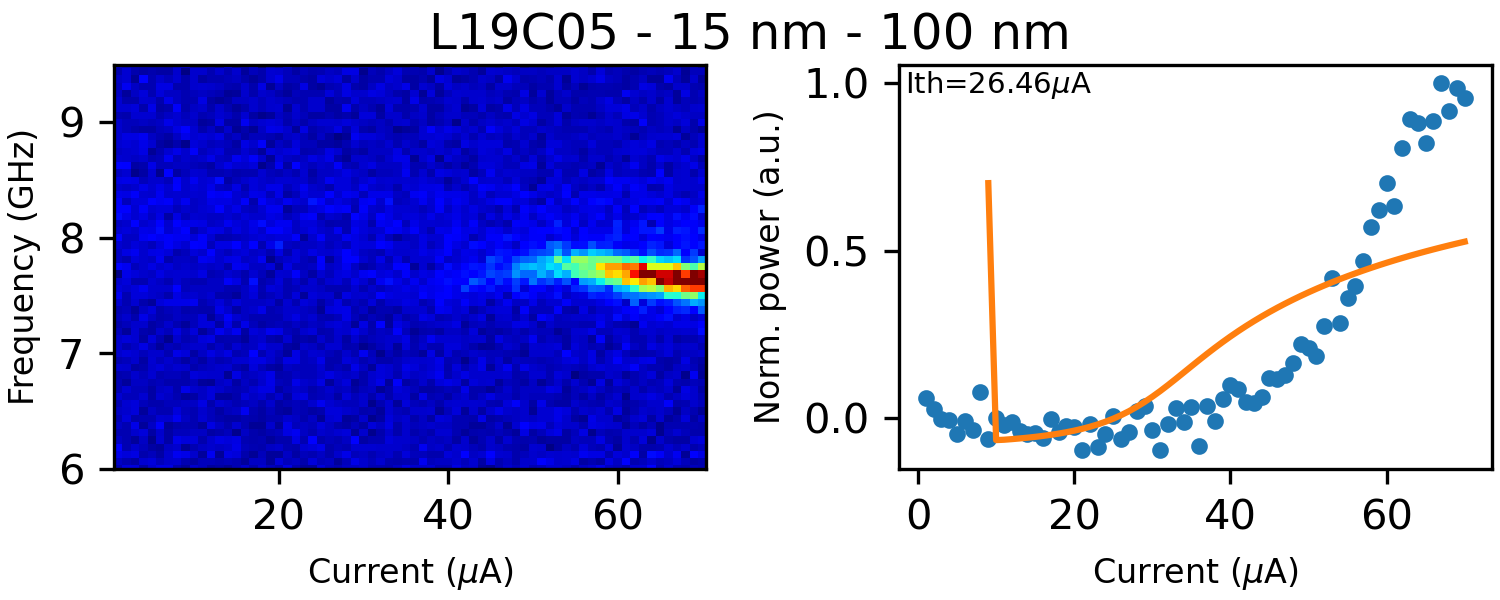 L19C05 - 15 nm - 100 nm
Frequency (GHz)
9
8
7
6
20 40 60
Current (μA)
Norm. power (a.u.)
1.0
0.5
0.0
Ith=26.46μA
0 20 40 60
Current (μA)